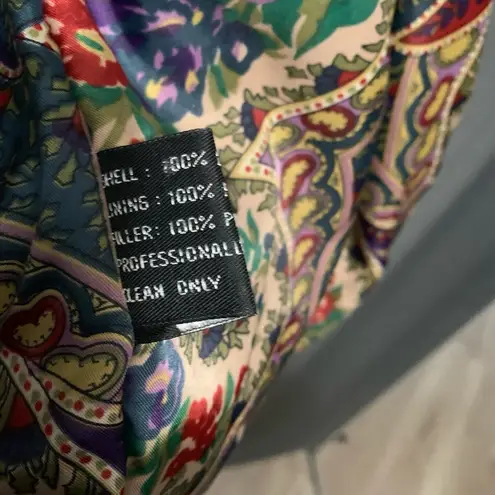 SHELL : 100%
LINING : 100%
FILLER: 100% P
PROFESSIONALL
CLEAN ONLY